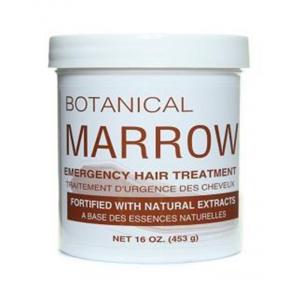 BOTANICAL
MARROW
EMERGENCY HAIR TREATMENT
TRAITEMENT D'URGENCE DES CHEVEUX
FORTIFIED WITH NATURAL EXTRACTS
A BASE DES ESSENCES NATURELLES
NET 16 OZ. (453 g)